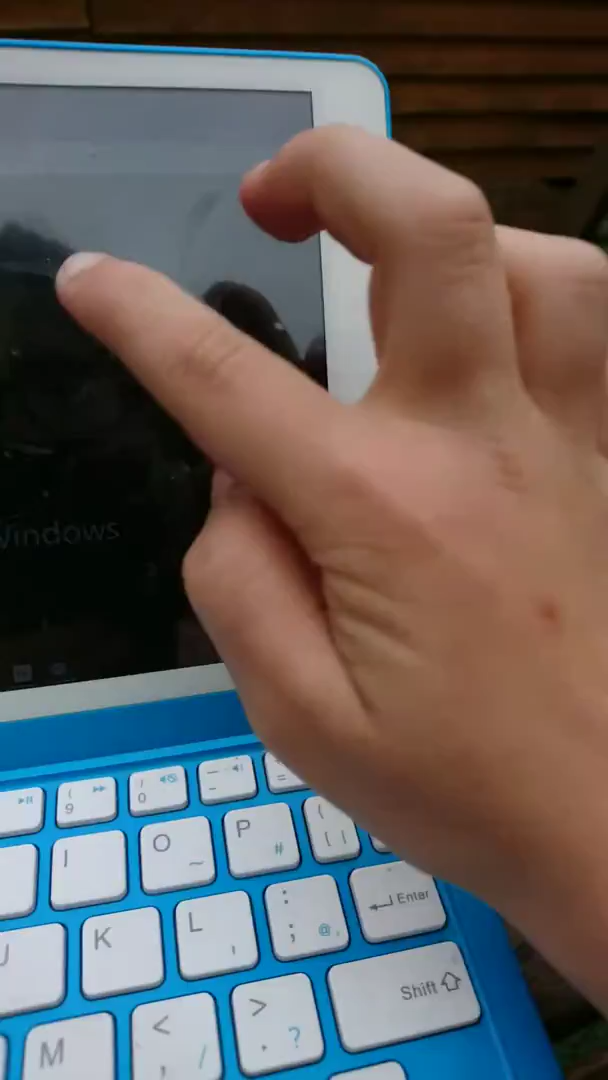 Windows
( 9
) 0
_ -
=
I
O ~
P #
{ [ [
J
K
L
: ; @
Enter
M
< , /
> . ?
Shift